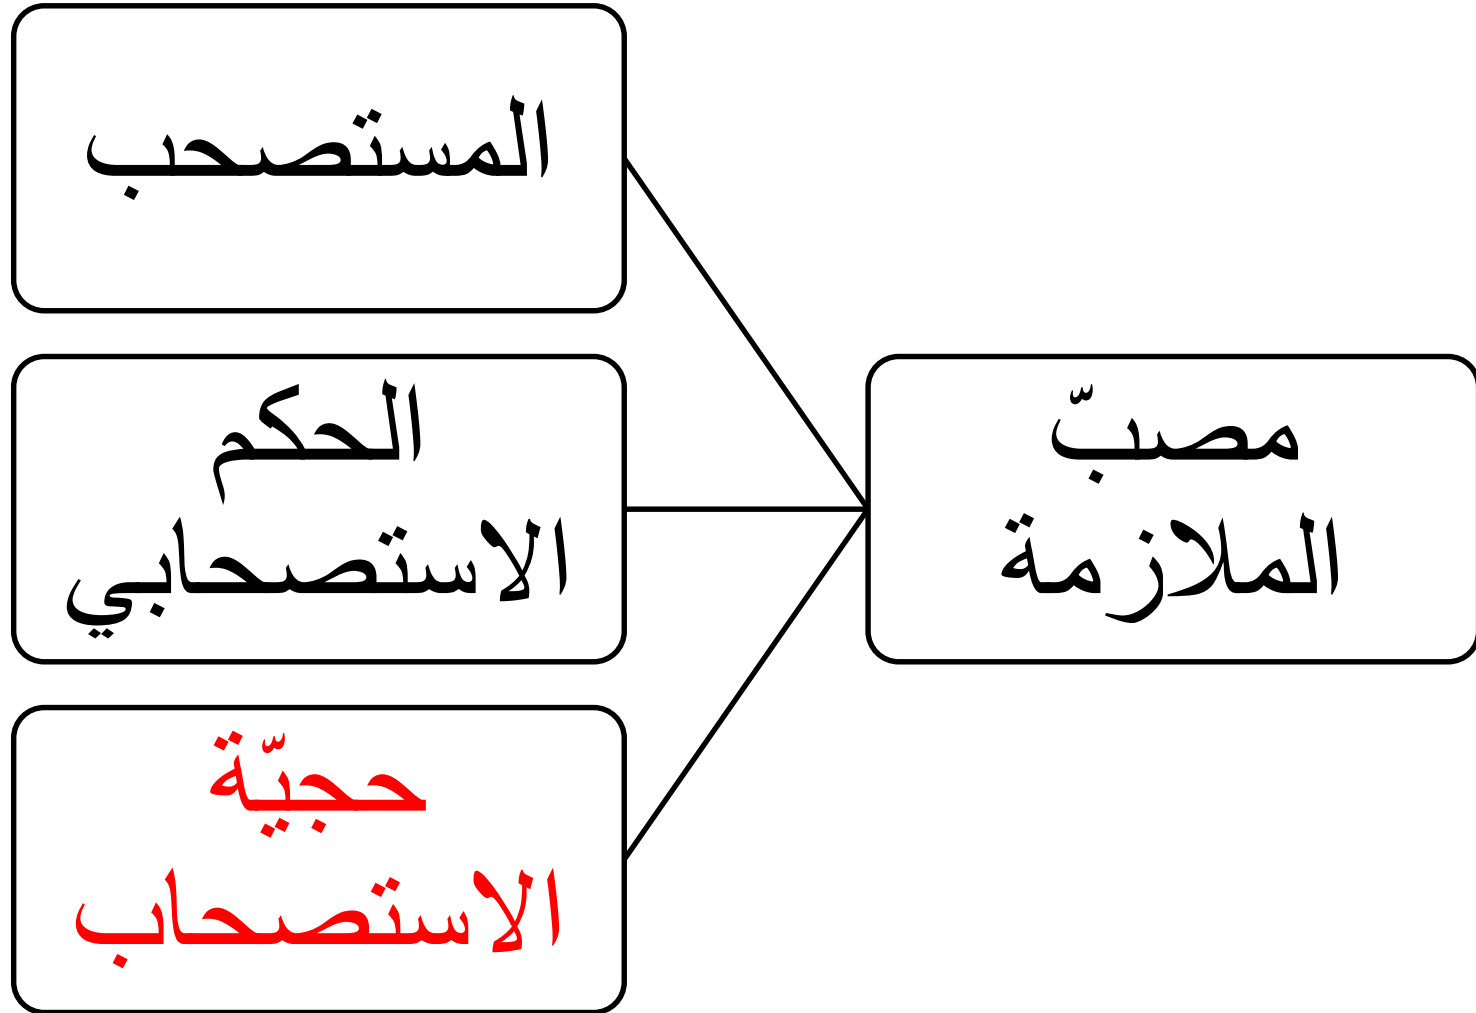 مصبّ
الملازمة
المستصحب
الحكم
الاستصحابي
حجيّة
الاستصحاب